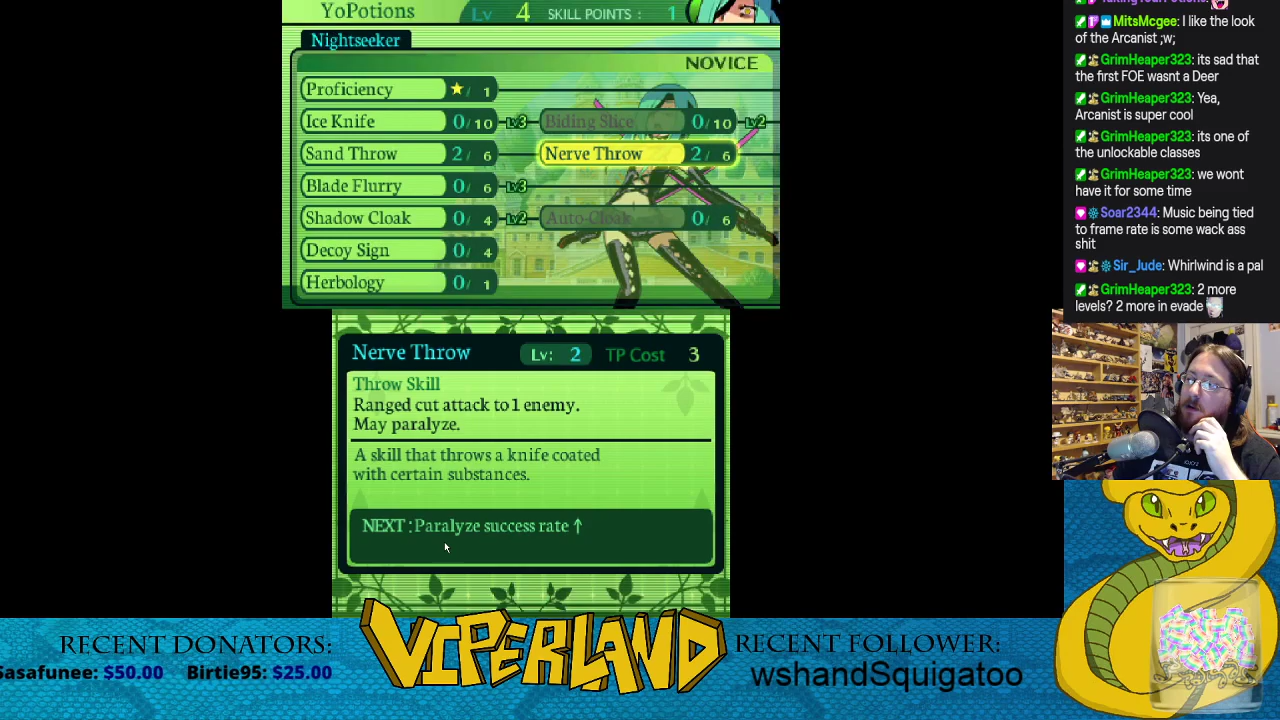 YoPotions Lv 4 SKILL POINTS : 1
Nightseeker
NOVICE
Proficiency ★/ 1
Ice Knife 0/10 Lv3 Biding Slice 0/10 Lv2
Sand Throw 2/ 6 Nerve Throw 2/ 6
Blade Flurry 0/ 6 Lv3
Shadow Cloak 0/ 4 Lv2 Auto-Cloak 0/ 6
Decoy Sign 0/ 4
Herbology 0/ 1
Nerve Throw Lv: 2 TP Cost 3
Throw Skill
Ranged cut attack to 1 enemy.
May paralyze.
A skill that throws a knife coated
with certain substances.
NEXT : Paralyze success rate ↑
MitsMcgee: I like the look
of the Arcanist ;w;
GrimHeaper323: its sad that
the first FOE wasnt a Deer
GrimHeaper323: Yea,
Arcanist is super cool
GrimHeaper323: its one of
the unlockable classes
GrimHeaper323: we wont
have it for some time
Soar2344: Music being tied
to frame rate is some wack ass
shit
Sir_Jude: Whirlwind is a pal
GrimHeaper323: 2 more
levels? 2 more in evade
RECENT DONATORS:
Sasafunee: $50.00 Birtie95: $25.00
VIPERLAND
RECENT FOLLOWER:
wshandSquigatoo